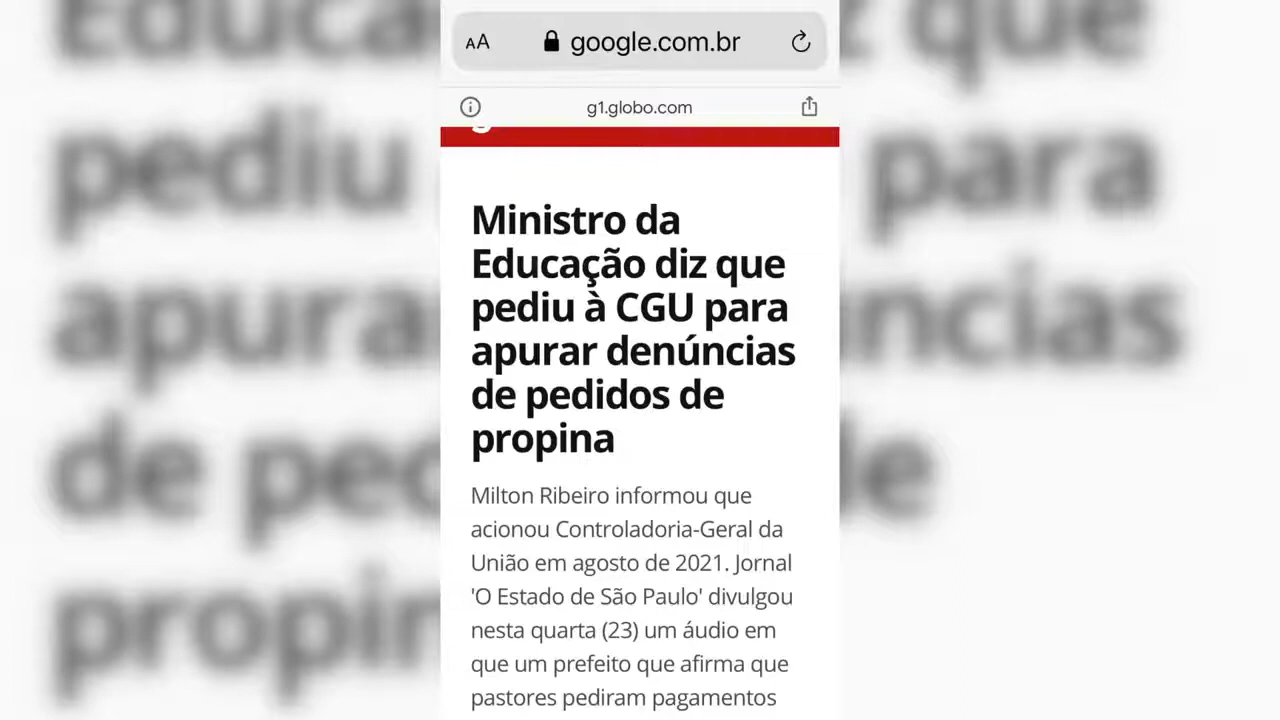 AA google.com.br
g1.globo.com
Ministro da
Educação diz que
pediu à CGU para
apurar denúncias
de pedidos de
propina
Milton Ribeiro informou que
acionou Controladoria-Geral da
União em agosto de 2021. Jornal
'O Estado de São Paulo' divulgou
nesta quarta (23) um áudio em
que um prefeito que afirma que
pastores pediram pagamentos